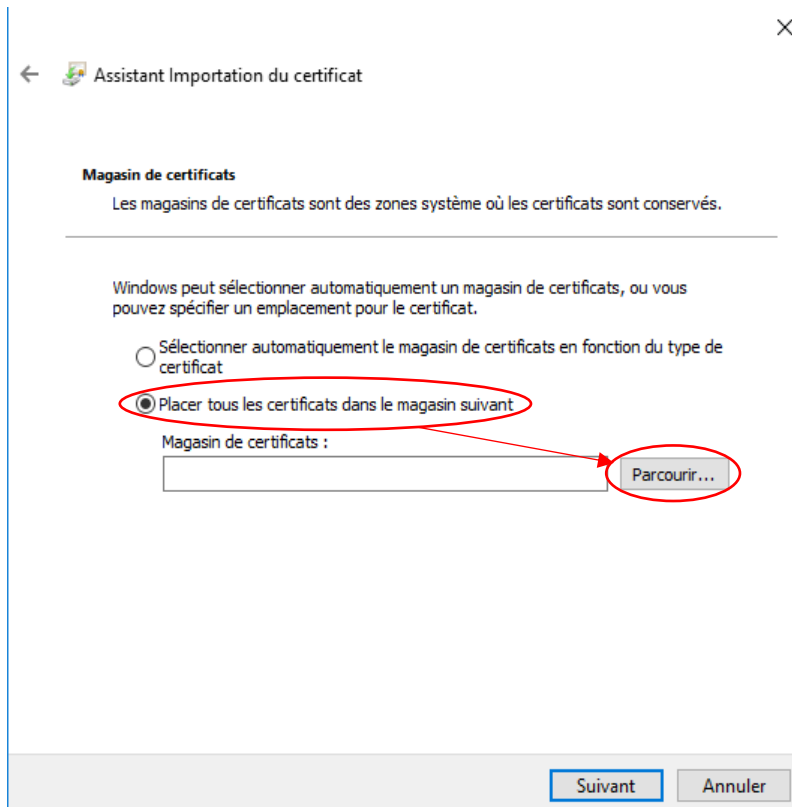 Assistant Importation du certificat
Magasin de certificats
Les magasins de certificats sont des zones système où les certificats sont conservés.
Windows peut sélectionner automatiquement un magasin de certificats, ou vous
pouvez spécifier un emplacement pour le certificat.
Sélectionner automatiquement le magasin de certificats en fonction du type de
certificat
Placer tous les certificats dans le magasin suivant
Magasin de certificats :
Parcourir...
Suivant
Annuler